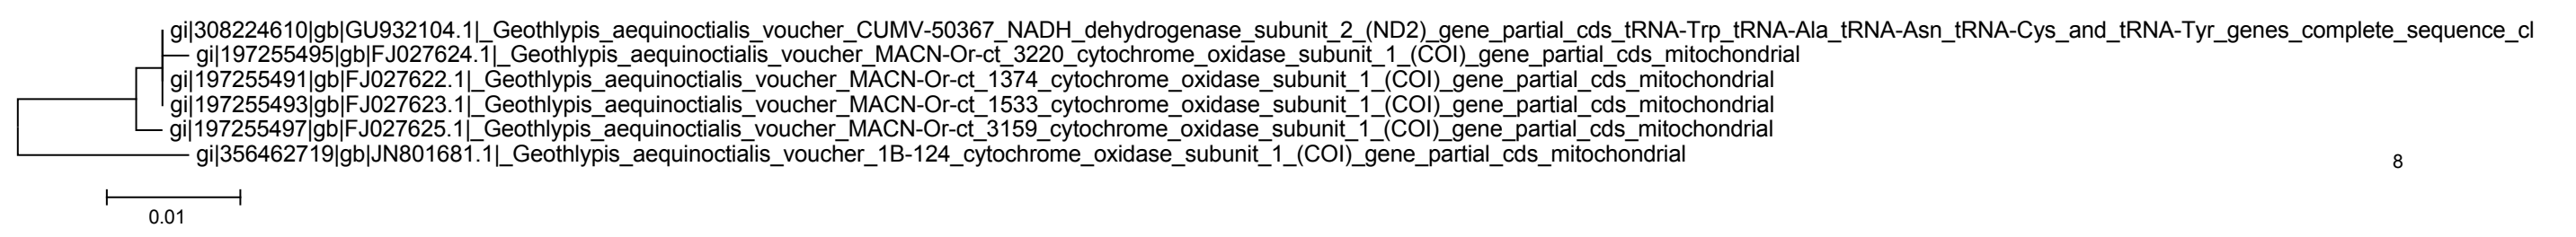 gi|308224610|gb|GU932104.1|_Geothlypis_aequinoctialis_voucher_CUMV-50367_NADH_dehydrogenase_subunit_2_(ND2)_gene_partial_cds_tRNA-Trp_tRNA-Ala_tRNA-Asn_tRNA-Cys_and_tRNA-Tyr_genes_complete_sequence_cl
gi|197255495|gb|FJ027624.1|_Geothlypis_aequinoctialis_voucher_MACN-Or-ct_3220_cytochrome_oxidase_subunit_1_(COI)_gene_partial_cds_mitochondrial
gi|197255491|gb|FJ027622.1|_Geothlypis_aequinoctialis_voucher_MACN-Or-ct_1374_cytochrome_oxidase_subunit_1_(COI)_gene_partial_cds_mitochondrial
gi|197255493|gb|FJ027623.1|_Geothlypis_aequinoctialis_voucher_MACN-Or-ct_1533_cytochrome_oxidase_subunit_1_(COI)_gene_partial_cds_mitochondrial
gi|197255497|gb|FJ027625.1|_Geothlypis_aequinoctialis_voucher_MACN-Or-ct_3159_cytochrome_oxidase_subunit_1_(COI)_gene_partial_cds_mitochondrial
gi|356462719|gb|JN801681.1|_Geothlypis_aequinoctialis_voucher_1B-124_cytochrome_oxidase_subunit_1_(COI)_gene_partial_cds_mitochondrial
8
0.01